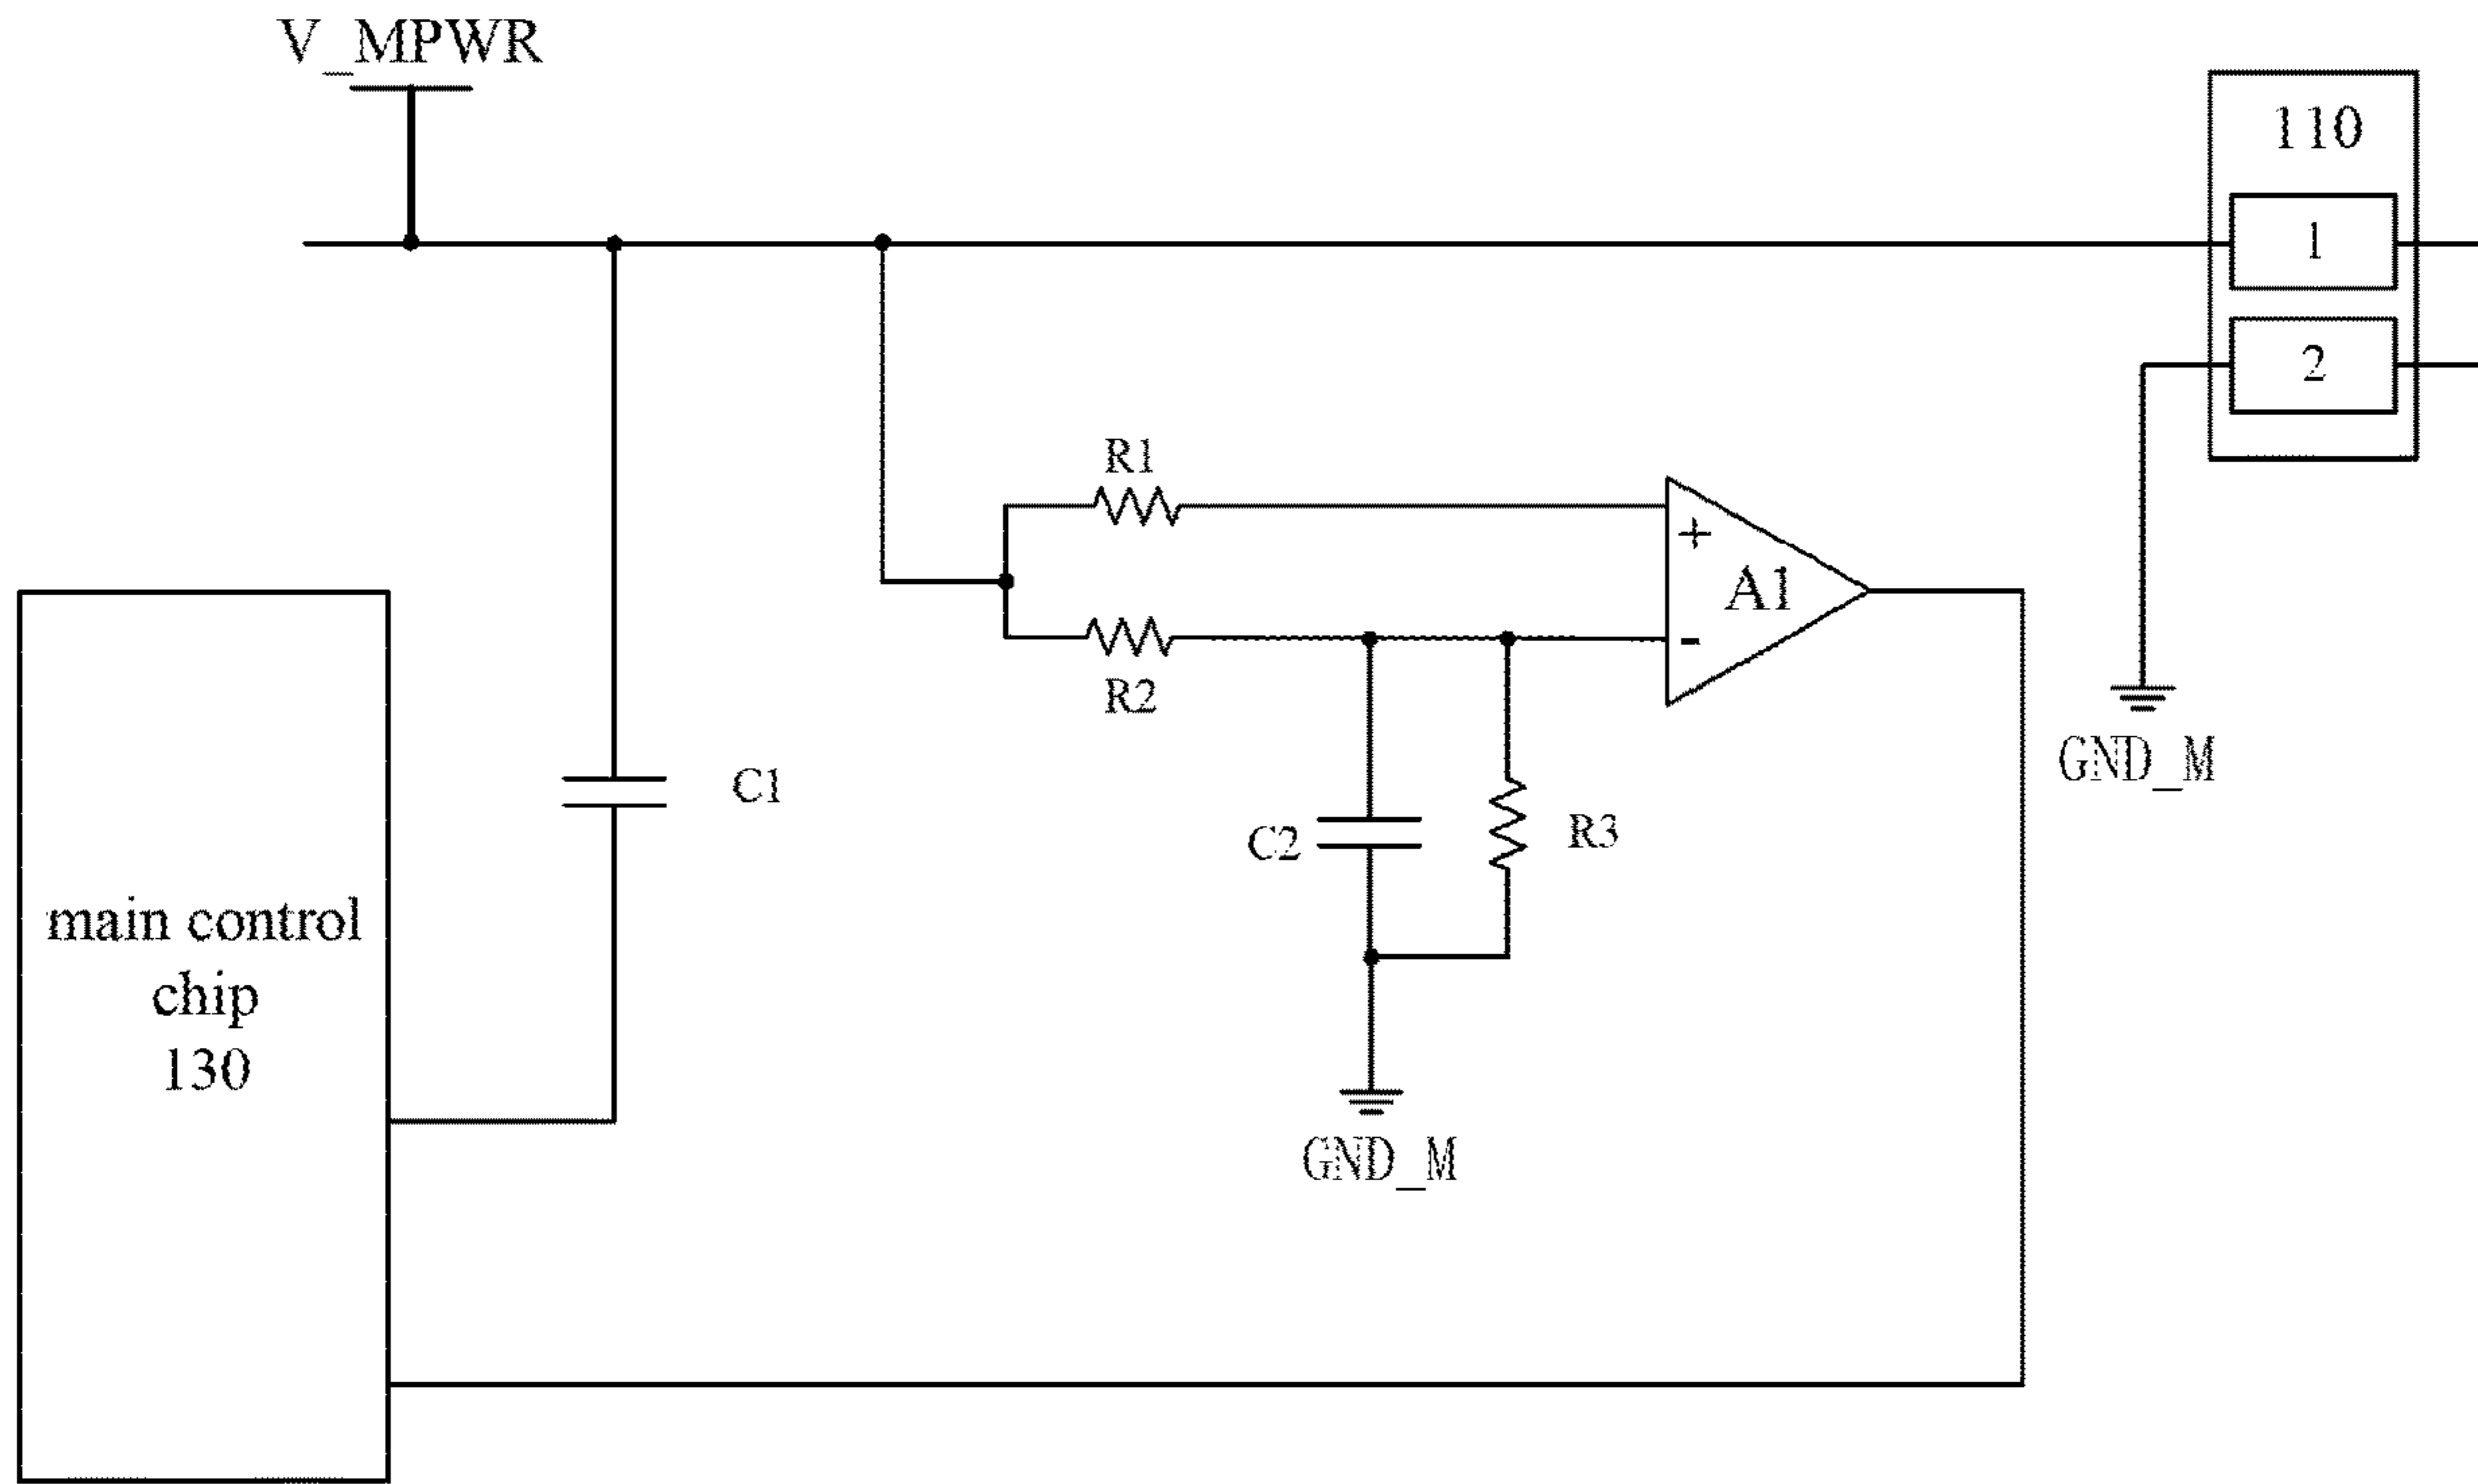 V_MPWR
110
1
2
R1
+
A1
-
R2
GND_M
C1
C2
R3
main control
chip
130
GND_M